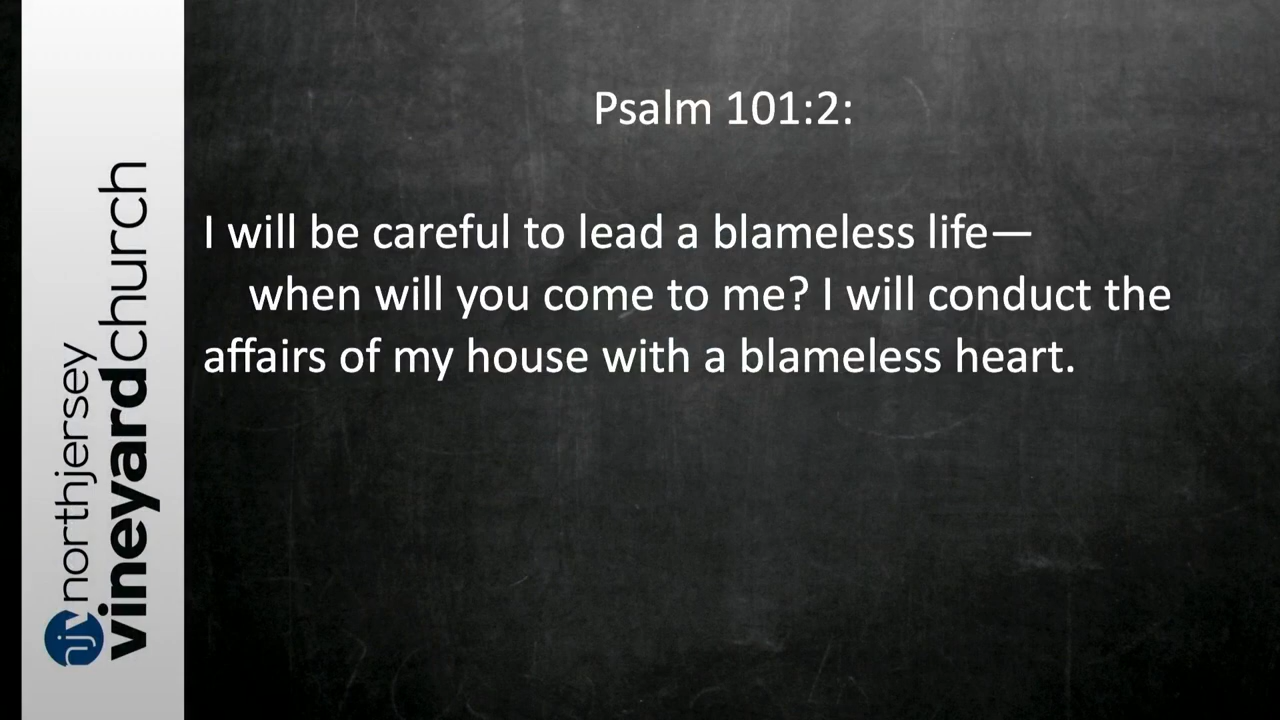 Psalm 101:2:
I will be careful to lead a blameless life—
when will you come to me? I will conduct the
affairs of my house with a blameless heart.
njv northjersey
vineyardchurch